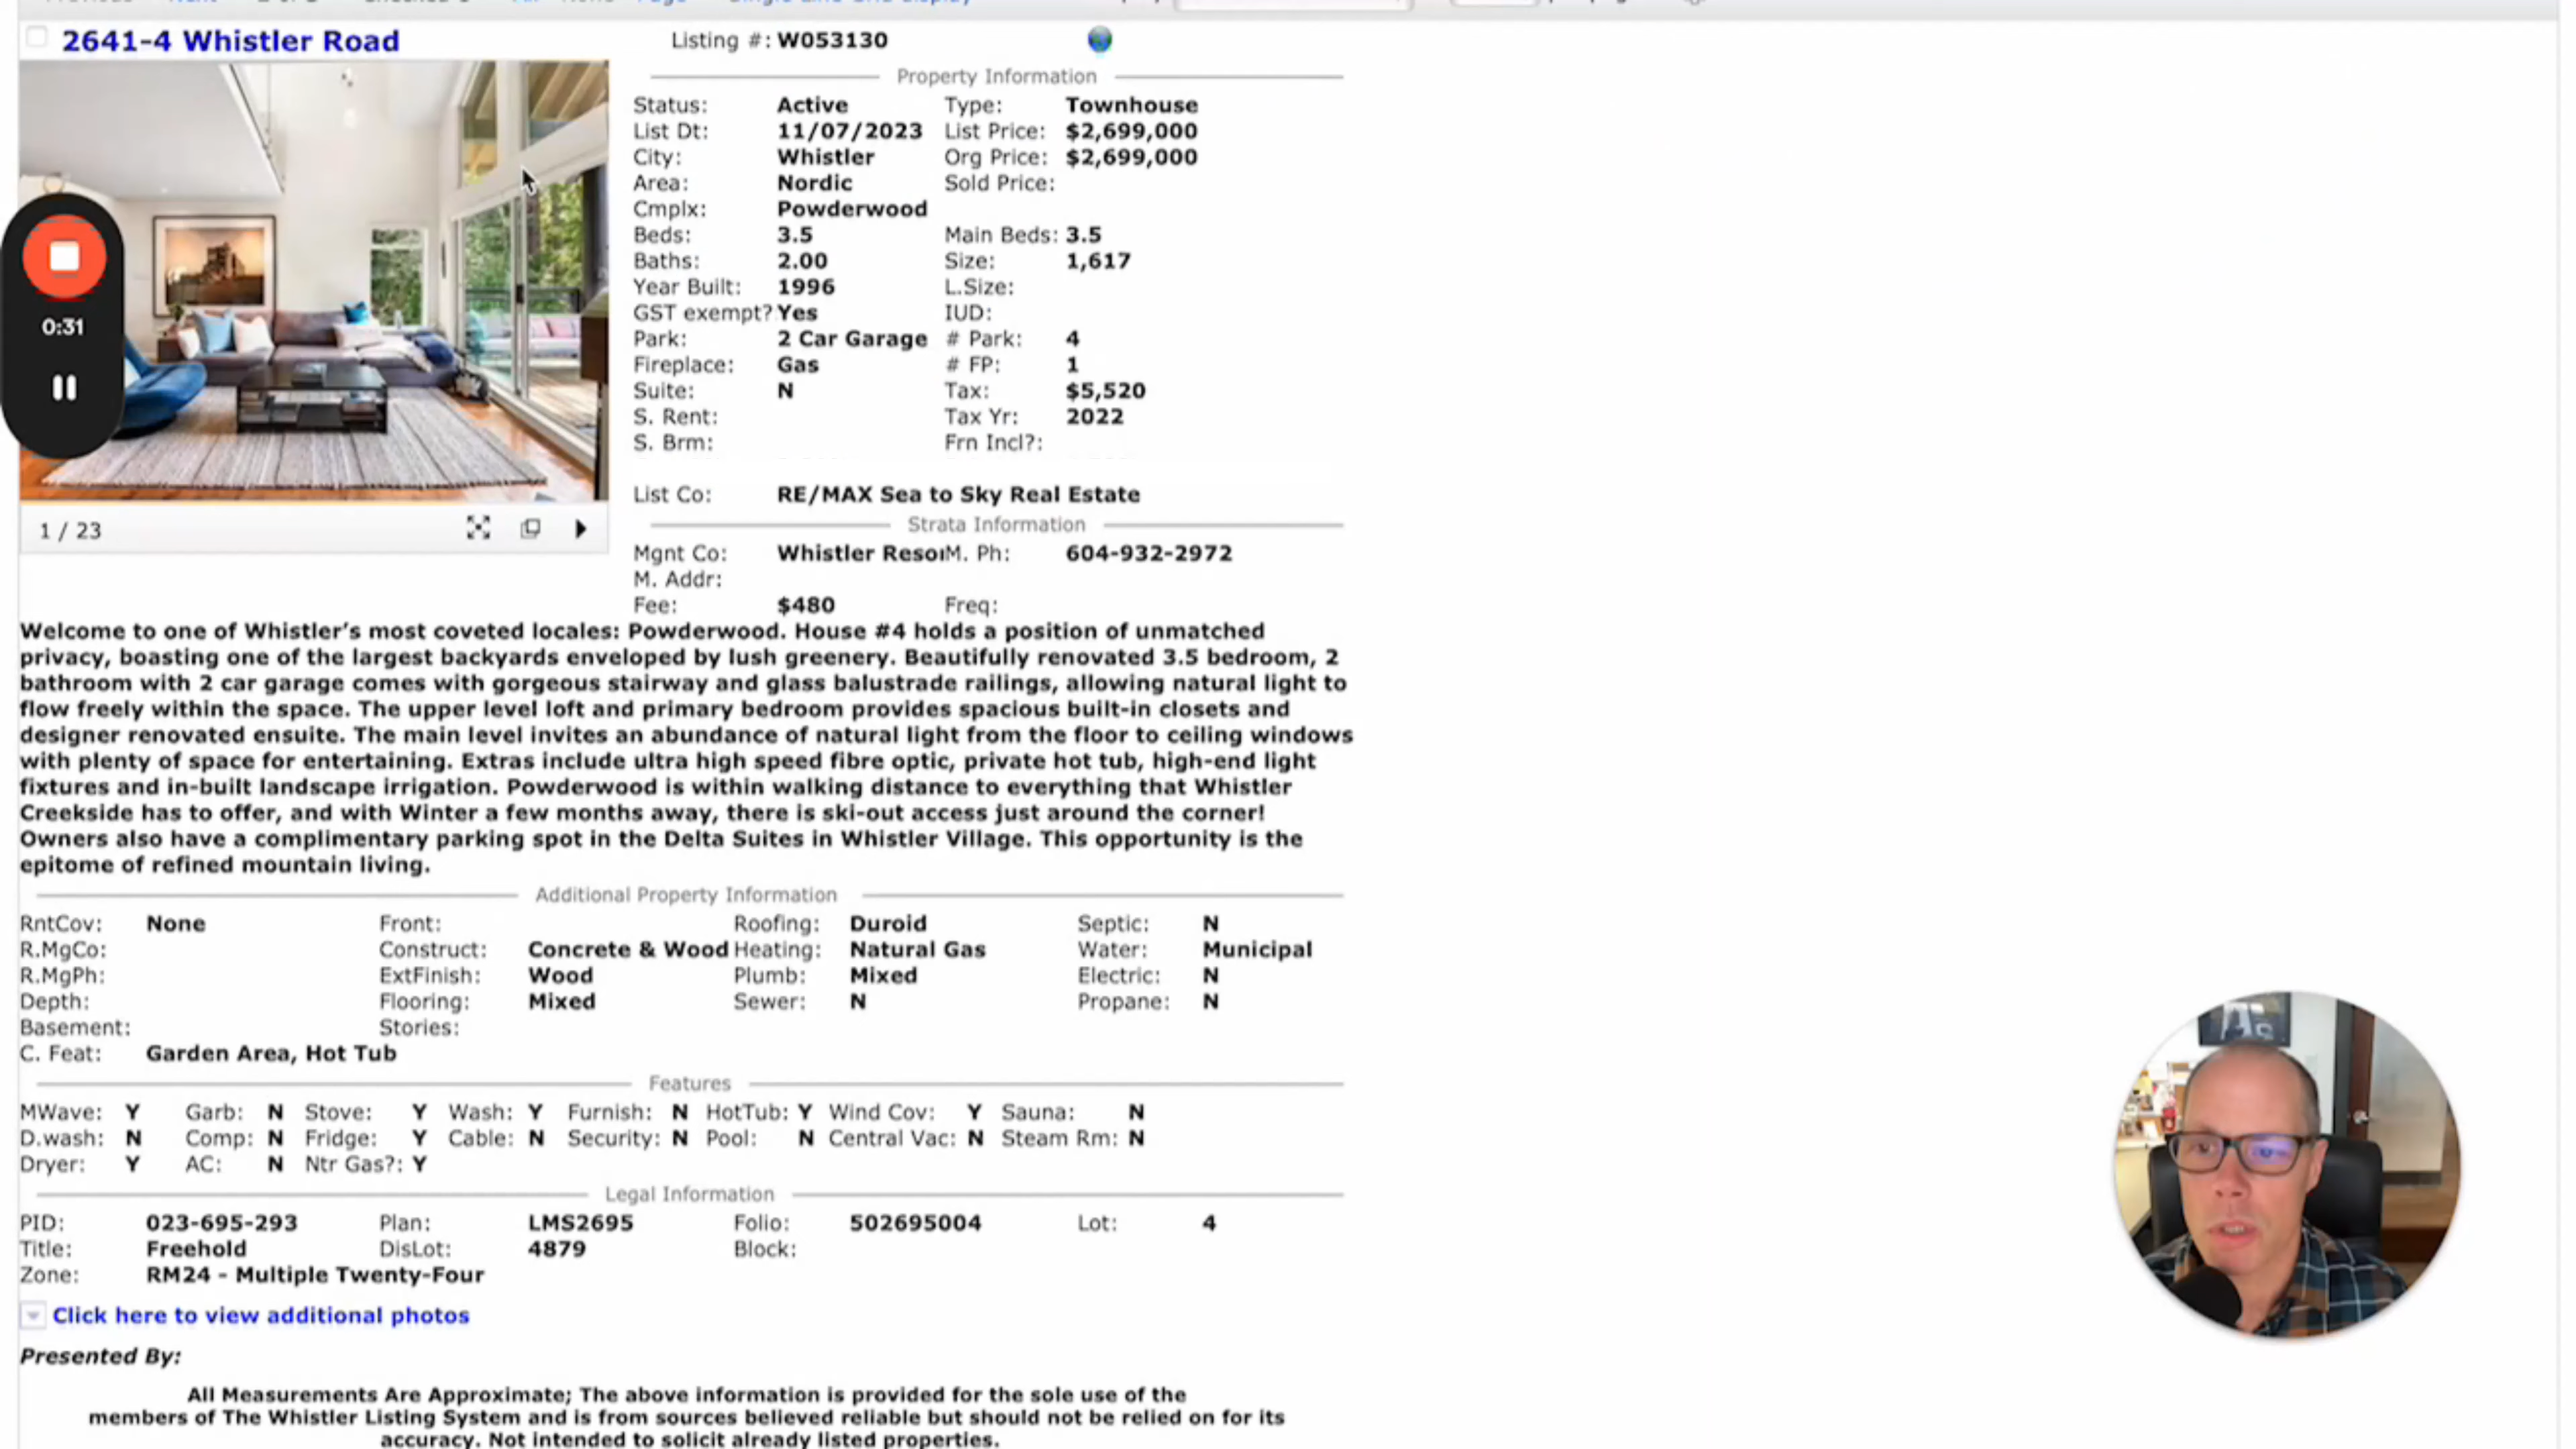 2641-4 Whistler Road
Listing #: W053130
Property Information
Status: Active Type: Townhouse
List Dt: 11/07/2023 List Price: $2,699,000
City: Whistler Org Price: $2,699,000
Area: Nordic Sold Price:
Cmplx: Powderwood
Beds: 3.5 Main Beds: 3.5
Baths: 2.00 Size: 1,617
Year Built: 1996 L.Size:
GST exempt? Yes IUD:
Park: 2 Car Garage # Park: 4
Fireplace: Gas # FP: 1
Suite: N Tax: $5,520
S. Rent: Tax Yr: 2022
S. Brm: Frn Incl?:
0:31
List Co: RE/MAX Sea to Sky Real Estate
1 / 23
Strata Information
Mgnt Co: Whistler Resor M. Ph: 604-932-2972
M. Addr:
Fee: $480 Freq:
Welcome to one of Whistler's most coveted locales: Powderwood. House #4 holds a position of unmatched
privacy, boasting one of the largest backyards enveloped by lush greenery. Beautifully renovated 3.5 bedroom, 2
bathroom with 2 car garage comes with gorgeous stairway and glass balustrade railings, allowing natural light to
flow freely within the space. The upper level loft and primary bedroom provides spacious built-in closets and
designer renovated ensuite. The main level invites an abundance of natural light from the floor to ceiling windows
with plenty of space for entertaining. Extras include ultra high speed fibre optic, private hot tub, high-end light
fixtures and in-built landscape irrigation. Powderwood is within walking distance to everything that Whistler
Creekside has to offer, and with Winter a few months away, there is ski-out access just around the corner!
Owners also have a complimentary parking spot in the Delta Suites in Whistler Village. This opportunity is the
epitome of refined mountain living.
Additional Property Information
RntCov: None Front: Roofing: Duroid Septic: N
R.MgCo: Construct: Concrete & Wood Heating: Natural Gas Water: Municipal
R.MgPh: ExtFinish: Wood Plumb: Mixed Electric: N
Depth: Flooring: Mixed Sewer: N Propane: N
Basement: Stories:
C. Feat: Garden Area, Hot Tub
Features
MWave: Y Garb: N Stove: Y Wash: Y Furnish: N HotTub: Y Wind Cov: Y Sauna: N
D.wash: N Comp: N Fridge: Y Cable: N Security: N Pool: N Central Vac: N Steam Rm: N
Dryer: Y AC: N Ntr Gas?: Y
Legal Information
PID: 023-695-293 Plan: LMS2695 Folio: 502695004 Lot: 4
Title: Freehold DisLot: 4879 Block:
Zone: RM24 - Multiple Twenty-Four
Click here to view additional photos
Presented By:
All Measurements Are Approximate; The above information is provided for the sole use of the
members of The Whistler Listing System and is from sources believed reliable but should not be relied on for its
accuracy. Not intended to solicit already listed properties.